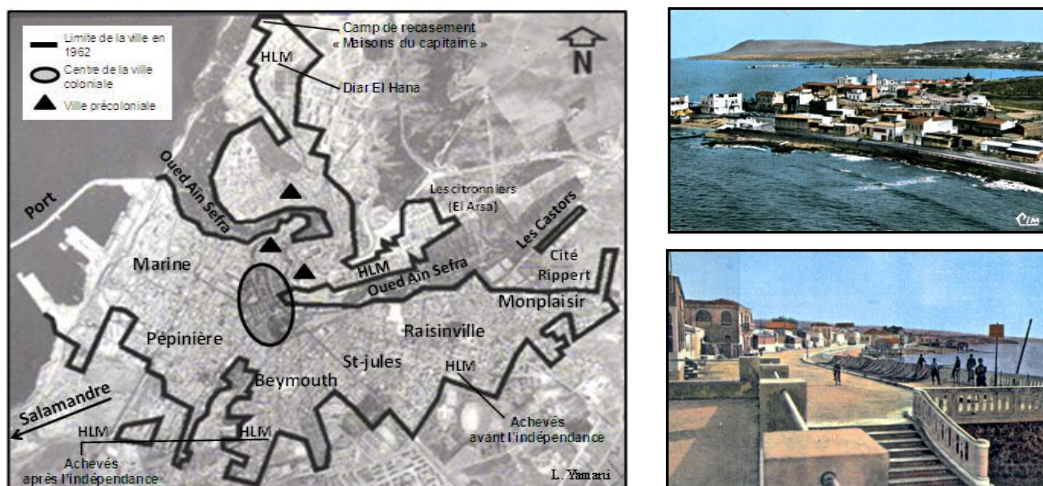 Limite de la ville en
1962
Centre de la ville
coloniale
Ville précoloniale
Camp de recasement
« Maisons du capitaine »
HLM
N
Diar El Hana
Oued Aïn Sefra
Port
Les citronniers
(El Arsa)
Les Castors
Cité
Rippert
HLM
Oued Aïn Sefra
Marine
Monplaisir
Pépinière
Raisinville
St-jules
HLM
Beymouth
Salamandre
HLM
HLM
Achevés
avant l'indépendance
Achevés
après l'indépendance
L. Yamani
CIM